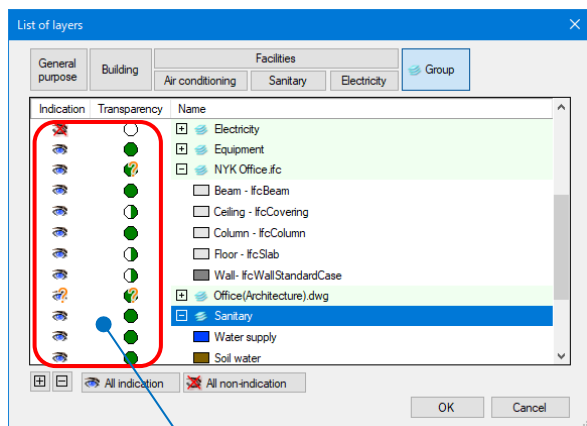 List of layers
General purpose
Building
Facilities
Air conditioning
Sanitary
Electricity
Group
Indication Transparency Name
Electricity
Equipment
NYK Office.ifc
Beam - IfcBeam
Ceiling - IfcCovering
Column - IfcColumn
Floor - IfcSlab
Wall- IfcWallStandardCase
Office(Architecture).dwg
Sanitary
Water supply
Soil water
All indication All non-indication
OK Cancel